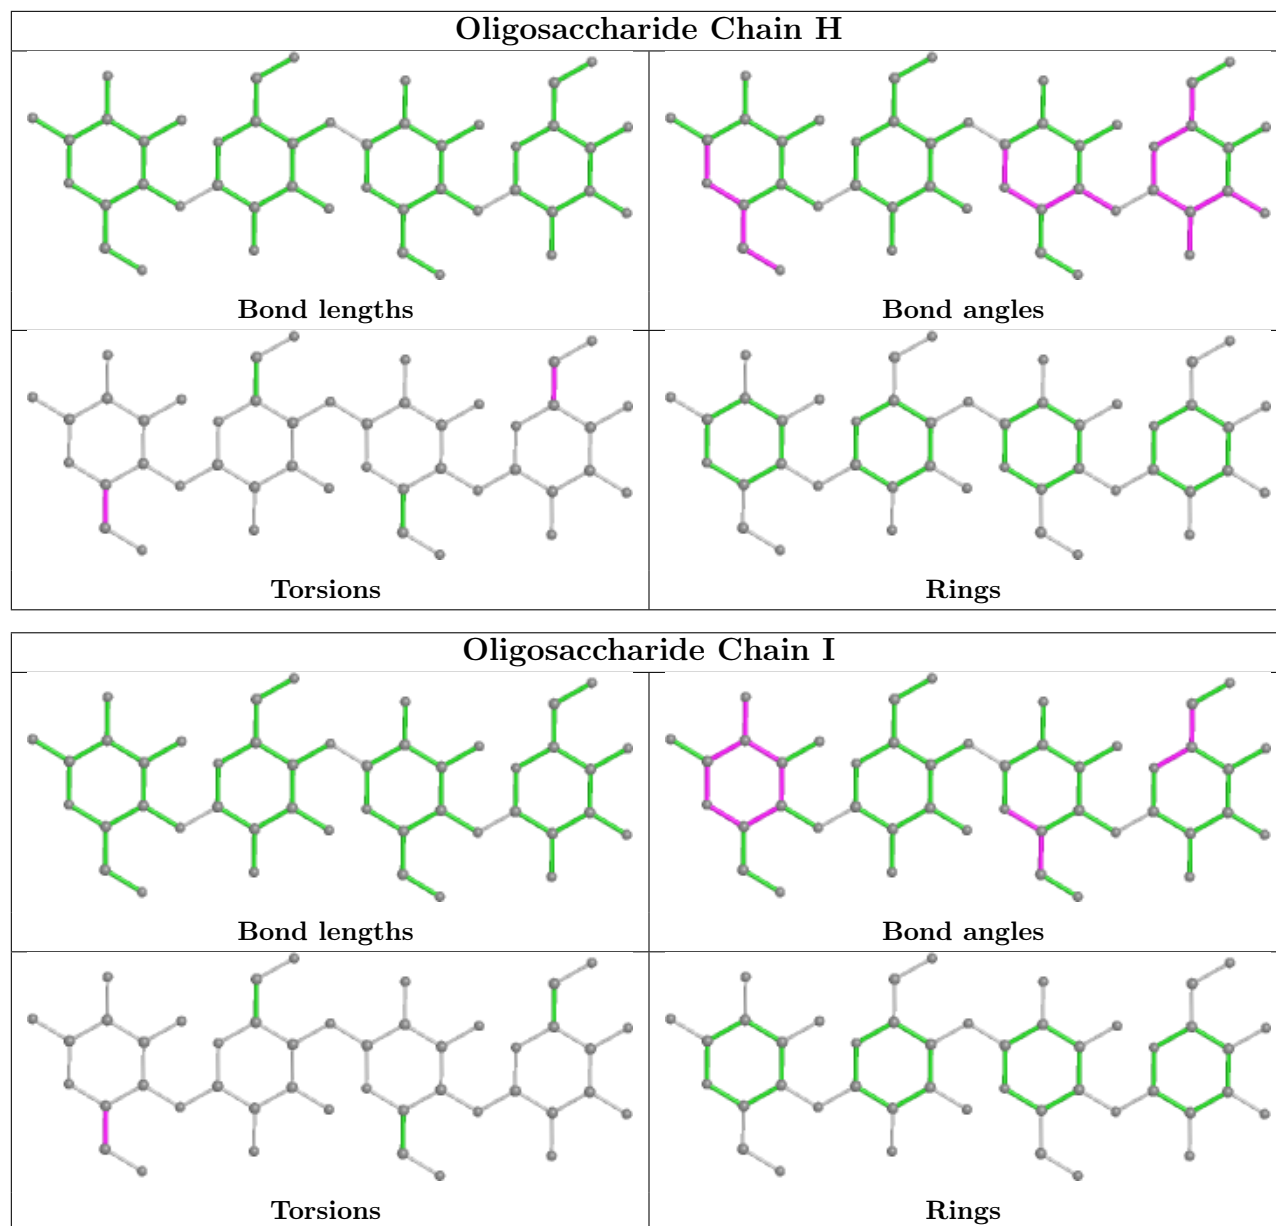 Oligosaccharide Chain H
Bond lengths
Bond angles
Torsions
Rings
Oligosaccharide Chain I
Bond lengths
Bond angles
Torsions
Rings